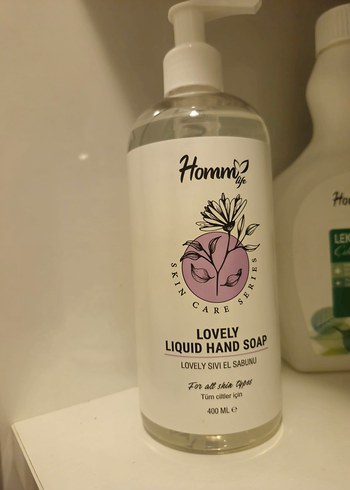 Homm
life
SKIN CARE SERIES
LOVELY
LIQUID HAND SOAP
LOVELY SIVI EL SABUNU
For all skin types
Tüm ciltler için
400 ML ℮